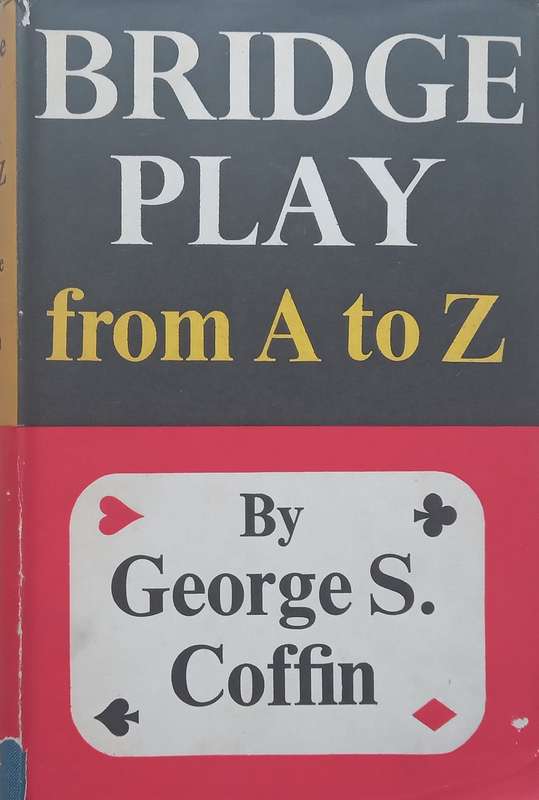 BRIDGE
PLAY
from A to Z
By
George S.
Coffin